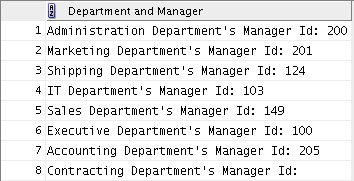 Department and Manager
1 Administration Department's Manager Id: 200
2 Marketing Department's Manager Id: 201
3 Shipping Department's Manager Id: 124
4 IT Department's Manager Id: 103
5 Sales Department's Manager Id: 149
6 Executive Department's Manager Id: 100
7 Accounting Department's Manager Id: 205
8 Contracting Department's Manager Id: